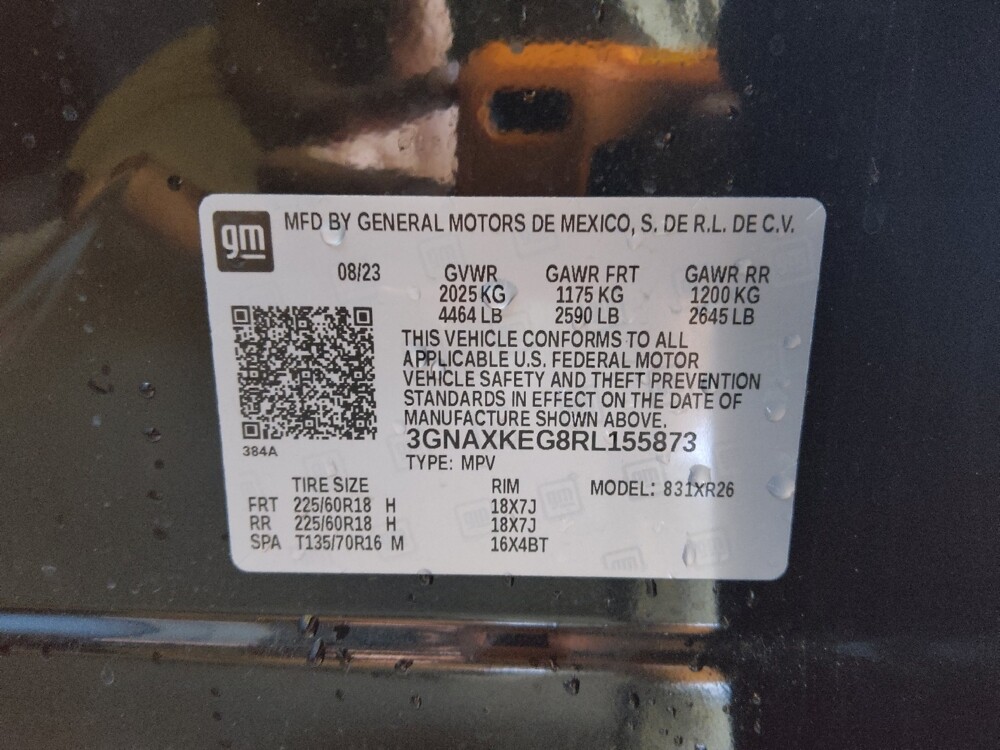 gm
MFD BY GENERAL MOTORS DE MEXICO, S. DE R.L. DE C.V.
08/23 GVWR GAWR FRT GAWR RR
2025 KG 1175 KG 1200 KG
4464 LB 2590 LB 2645 LB
THIS VEHICLE CONFORMS TO ALL
APPLICABLE U.S. FEDERAL MOTOR
VEHICLE SAFETY AND THEFT PREVENTION
STANDARDS IN EFFECT ON THE DATE OF
MANUFACTURE SHOWN ABOVE.
3GNAXKEG8RL155873
384A
TYPE: MPV
TIRE SIZE RIM MODEL: 831XR26
FRT 225/60R18 H 18X7J
RR 225/60R18 H 18X7J
SPA T135/70R16 M 16X4BT